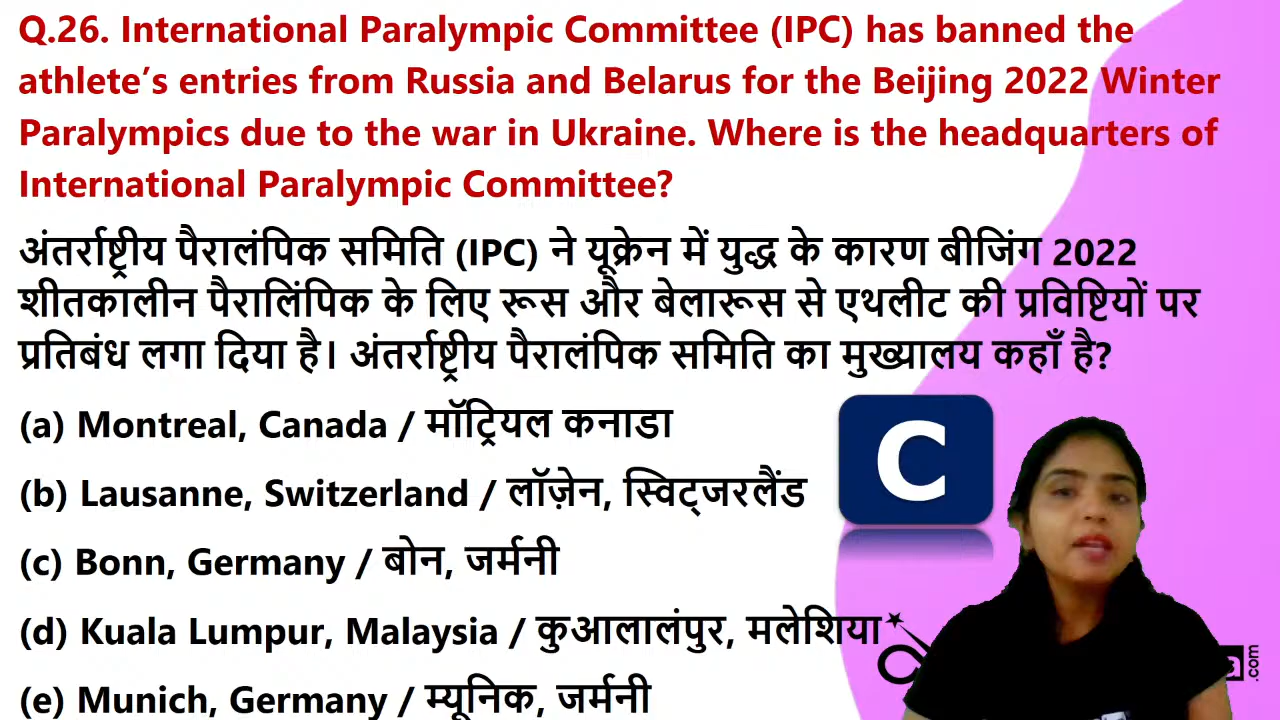 Q.26. International Paralympic Committee (IPC) has banned the
athlete’s entries from Russia and Belarus for the Beijing 2022 Winter
Paralympics due to the war in Ukraine. Where is the headquarters of
International Paralympic Committee?
अंतर्राष्ट्रीय पैरालंपिक समिति (IPC) ने यूक्रेन में युद्ध के कारण बीजिंग 2022
शीतकालीन पैरालिंपिक के लिए रूस और बेलारूस से एथलीट की प्रविष्टियों पर
प्रतिबंध लगा दिया है। अंतर्राष्ट्रीय पैरालंपिक समिति का मुख्यालय कहाँ है?
(a) Montreal, Canada / मॉट्रियल कनाडा
(b) Lausanne, Switzerland / लॉज़ेन, स्विट्जरलैंड
C
(c) Bonn, Germany / बोन, जर्मनी
(d) Kuala Lumpur, Malaysia / कुआलालंपुर, मलेशिया
(e) Munich, Germany / म्यूनिक, जर्मनी
.com